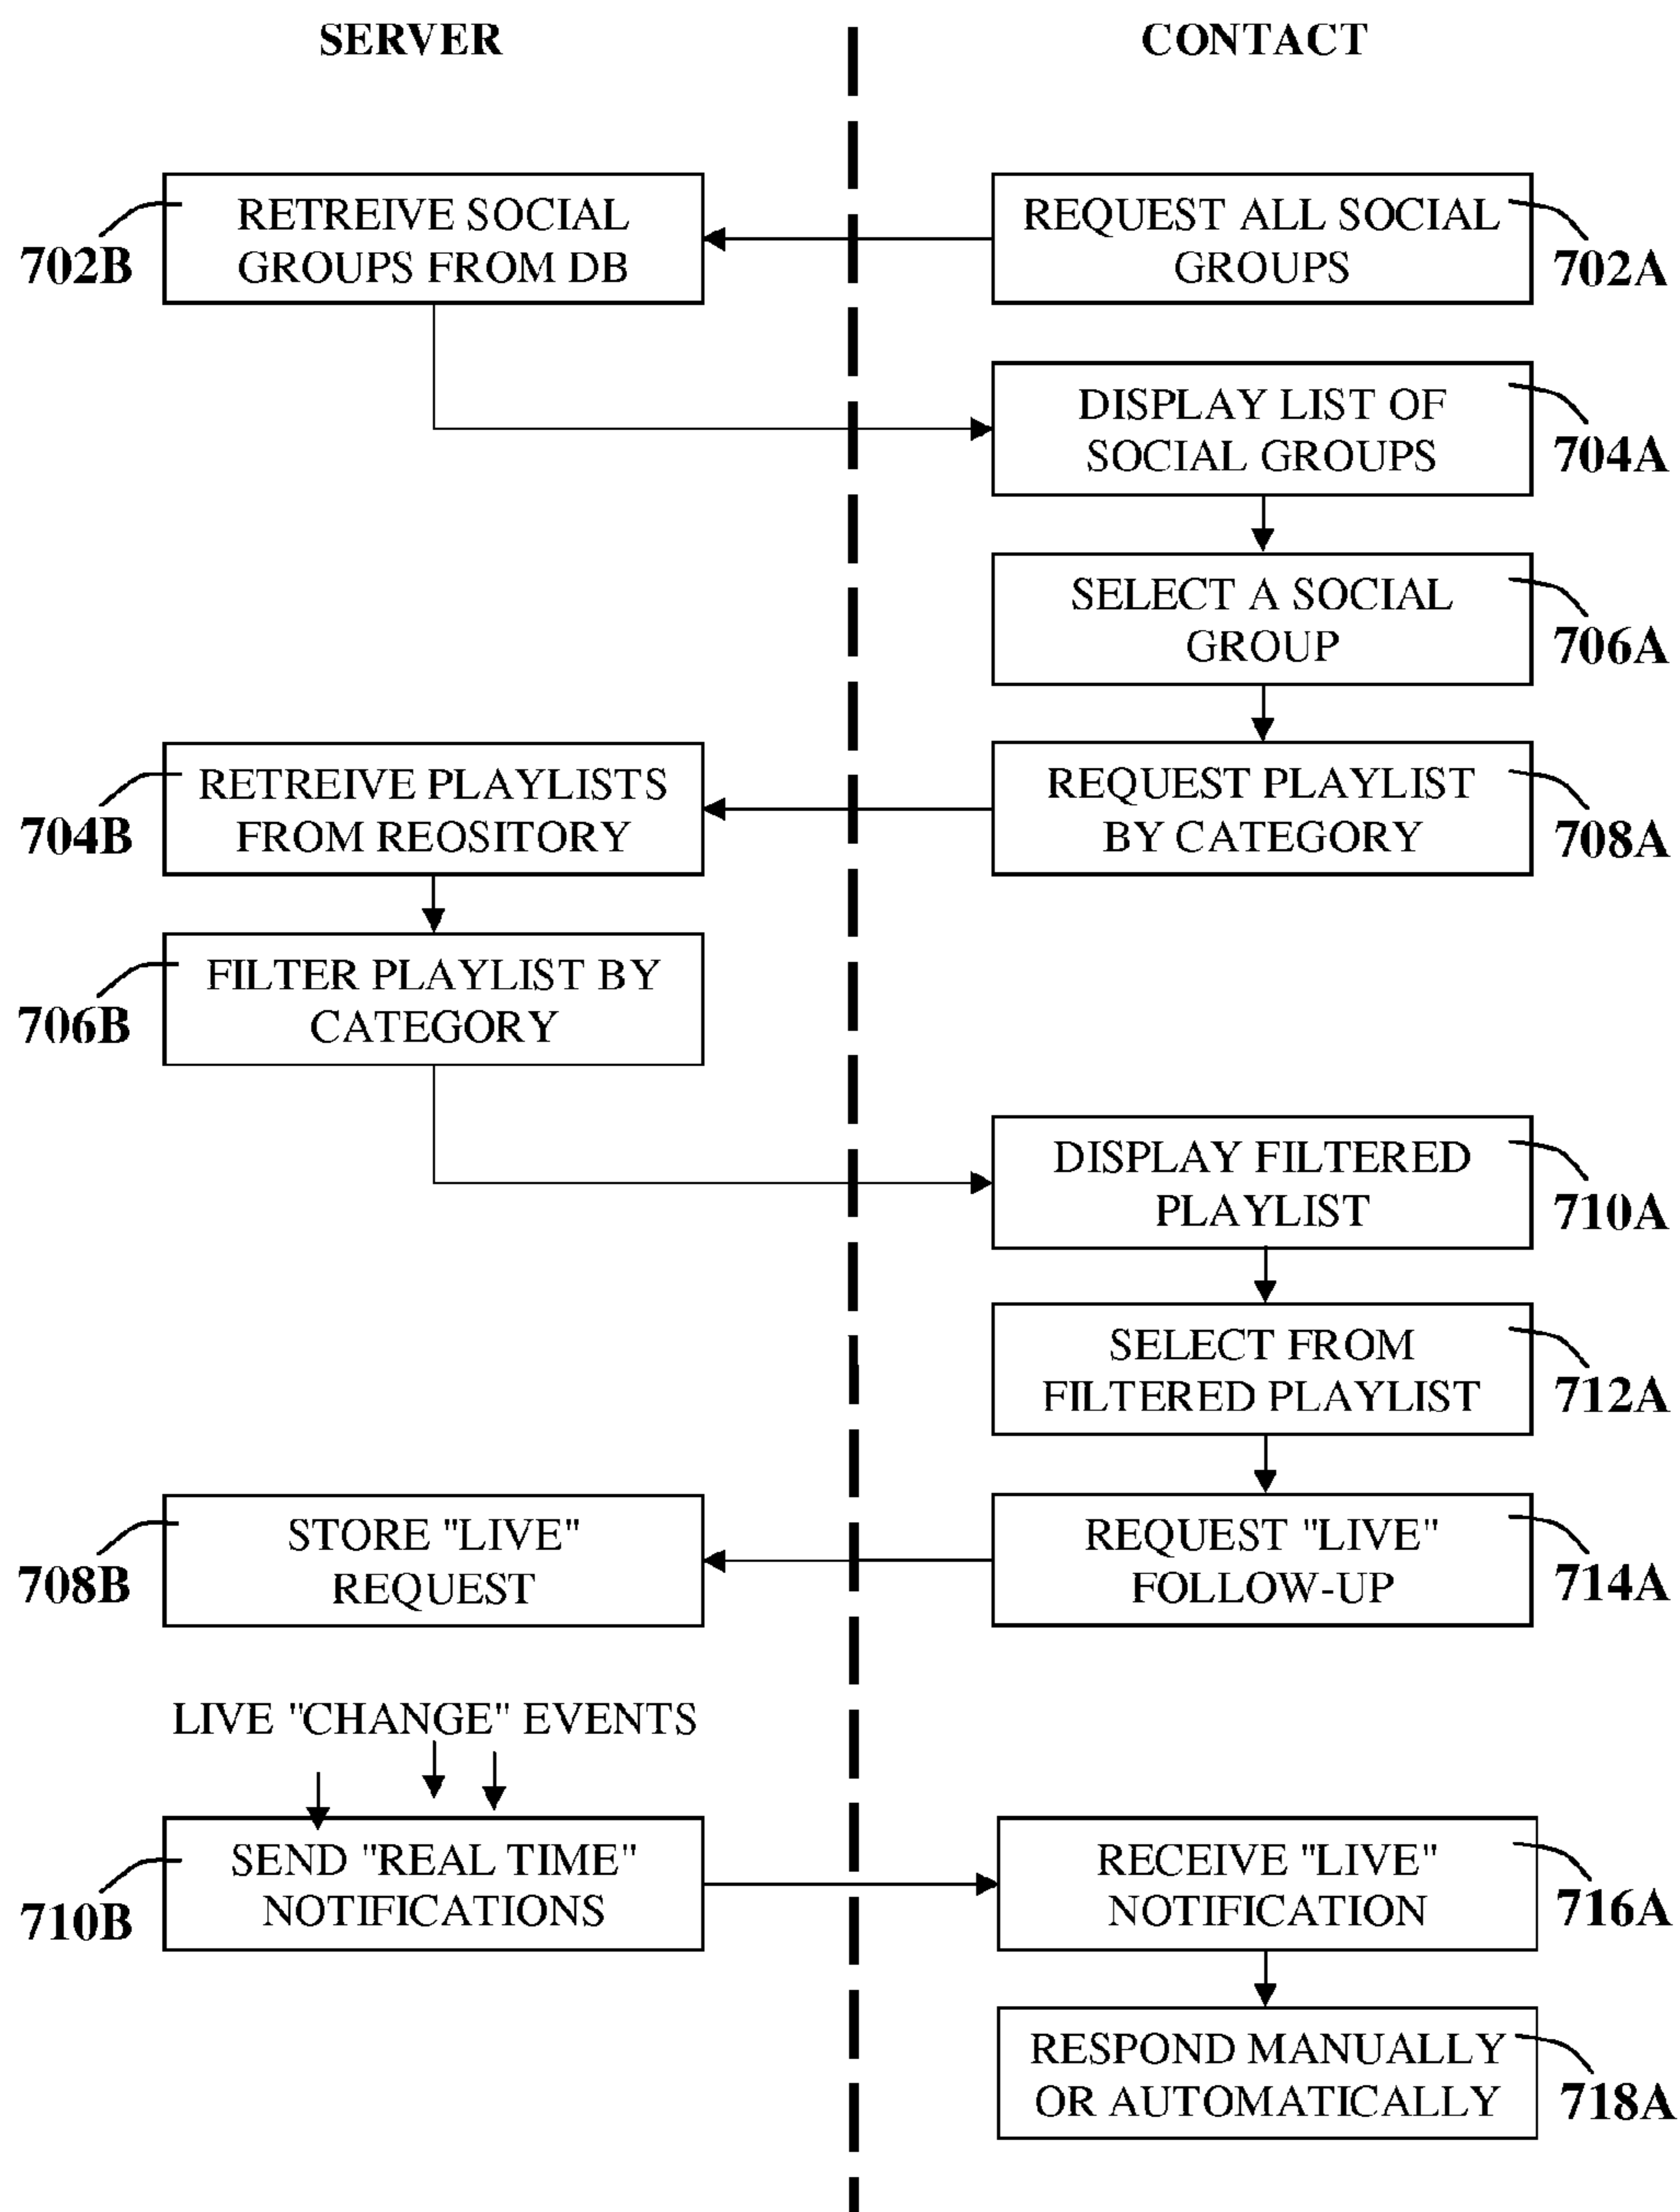 SERVER
CONTACT
RETREIVE SOCIAL
GROUPS FROM DB
702B
REQUEST ALL SOCIAL
GROUPS
702A
DISPLAY LIST OF
SOCIAL GROUPS
704A
SELECT A SOCIAL
GROUP
706A
RETREIVE PLAYLISTS
FROM REOSITORY
704B
REQUEST PLAYLIST
BY CATEGORY
708A
FILTER PLAYLIST BY
CATEGORY
706B
DISPLAY FILTERED
PLAYLIST
710A
SELECT FROM
FILTERED PLAYLIST
712A
STORE "LIVE"
REQUEST
708B
REQUEST "LIVE"
FOLLOW-UP
714A
LIVE "CHANGE" EVENTS
SEND "REAL TIME"
NOTIFICATIONS
710B
RECEIVE "LIVE"
NOTIFICATION
716A
RESPOND MANUALLY
OR AUTOMATICALLY
718A